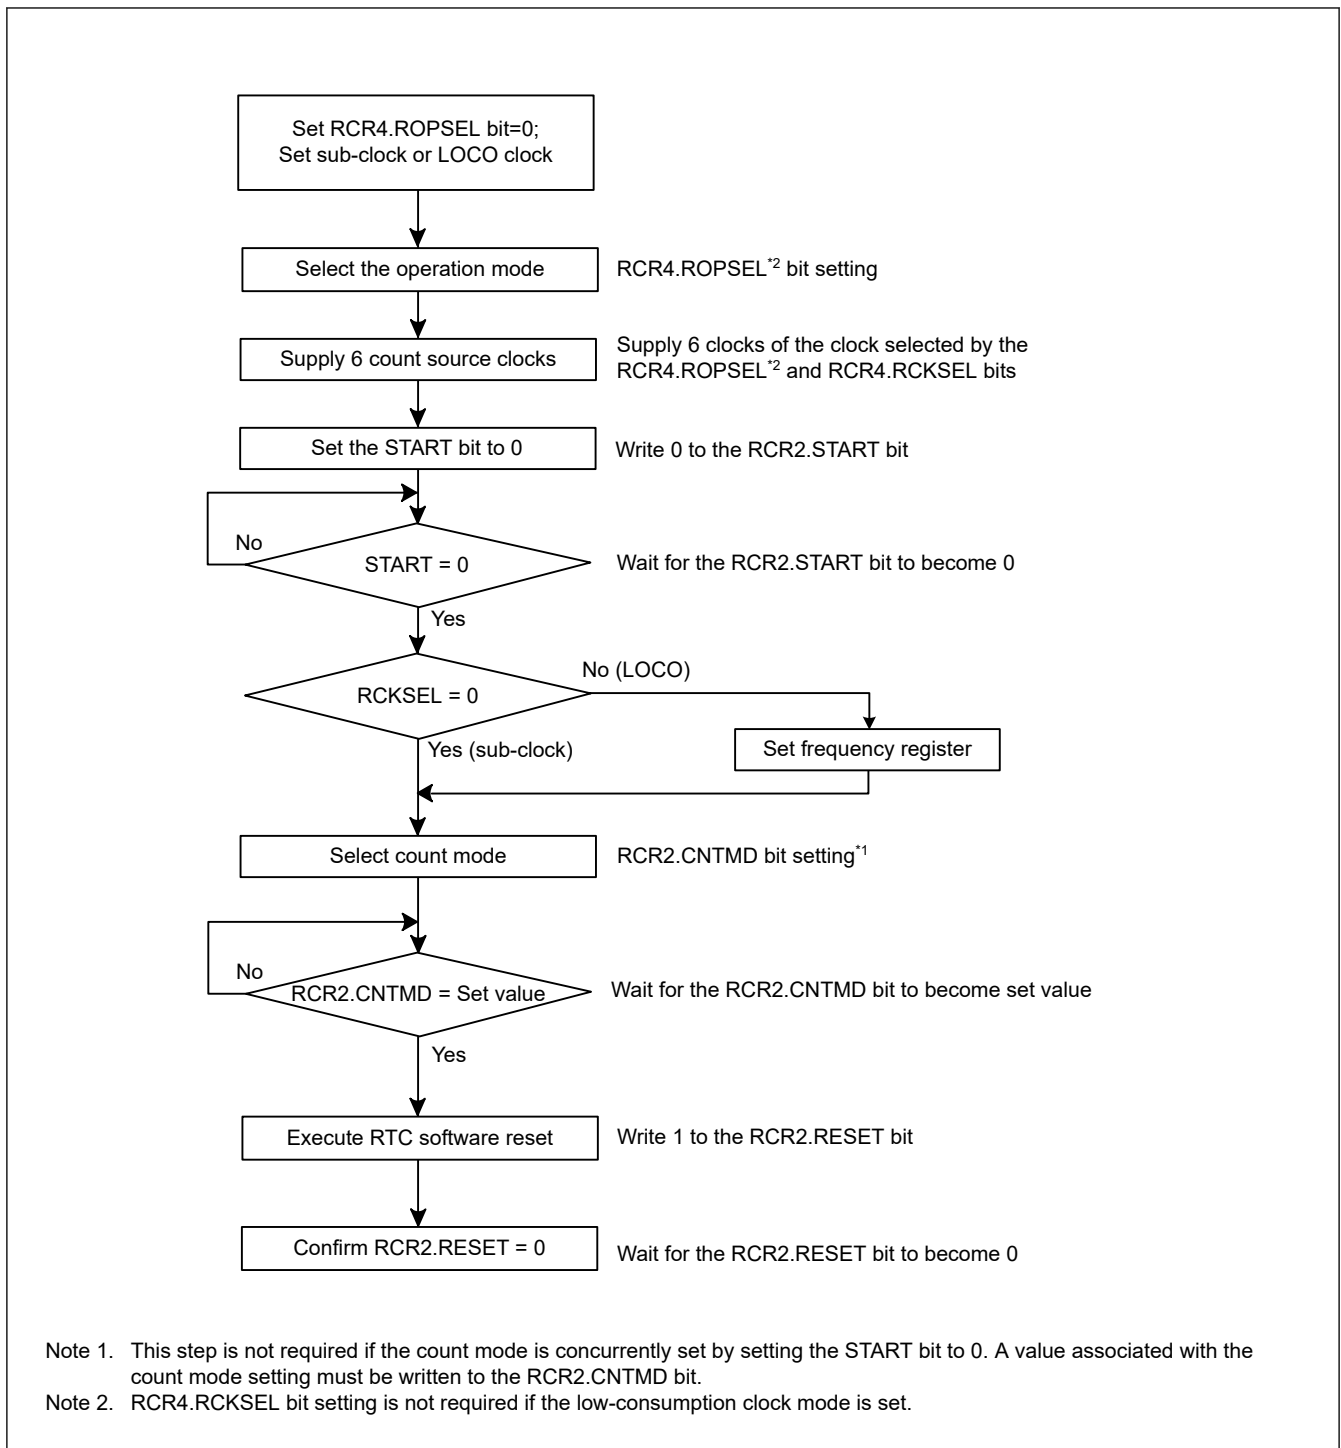 Set RCR4.ROPSEL bit=0;
Set sub-clock or LOCO clock
Select the operation mode
RCR4.ROPSEL*2 bit setting
Supply 6 count source clocks
Supply 6 clocks of the clock selected by the
RCR4.ROPSEL*2 and RCR4.RCKSEL bits
Set the START bit to 0
Write 0 to the RCR2.START bit
No
START = 0
Wait for the RCR2.START bit to become 0
Yes
No (LOCO)
RCKSEL = 0
Yes (sub-clock)
Set frequency register
Select count mode
RCR2.CNTMD bit setting*1
No
RCR2.CNTMD = Set value
Wait for the RCR2.CNTMD bit to become set value
Yes
Execute RTC software reset
Write 1 to the RCR2.RESET bit
Confirm RCR2.RESET = 0
Wait for the RCR2.RESET bit to become 0
Note 1. This step is not required if the count mode is concurrently set by setting the START bit to 0. A value associated with the
count mode setting must be written to the RCR2.CNTMD bit.
Note 2. RCR4.RCKSEL bit setting is not required if the low-consumption clock mode is set.